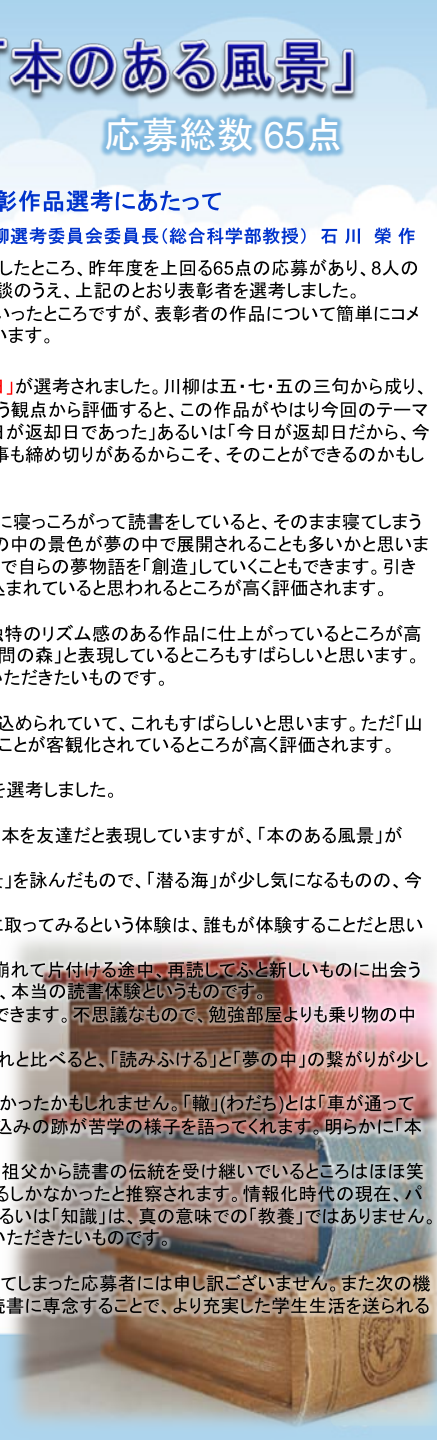 「本のある風景」
応募総数 65点
彰作品選考にあたって
柳選考委員会委員長(総合科学部教授) 石 川 榮 作
したところ、昨年度を上回る65点の応募があり、8人の
談のうえ、上記のとおり表彰者を選考しました。
いったところですが、表彰者の作品について簡単にコメ
います。
」が選考されました。川柳は五・七・五の三句から成り、
う観点から評価すると、この作品がやはり今回のテーマ
日が返却日であった」あるいは「今日が返却日だから、今
事も締め切りがあるからこそ、そのことができるのかもし
に寝っころがって読書をしていると、そのまま寝てしまう
の中の景色が夢の中で展開されることも多いかと思いま
で自らの夢物語を「創造」していくこともできます。引き
込まれていると思われるところが高く評価されます。
独特のリズム感のある作品に仕上がっているところが高
問の森」と表現しているところもすばらしいと思います。
いただきたいものです。
込められていて、これもすばらしいと思います。ただ「山
ことが客観化されているところが高く評価されます。
を選考しました。
本を友達だと表現していますが、「本のある風景」が
」を詠んだもので、「潜る海」が少し気になるものの、今
に取ってみるという体験は、誰もが体験することだと思い
崩れて片付ける途中、再読してふと新しいものに出会う
、本当の読書体験というものです。
できます。不思議なもので、勉強部屋よりも乗り物の中
れと比べると、「読みふける」と「夢の中」の繋がりが少し
かったかもしれません。「轍」(わだち)とは「車が通って
込みの跡が苦学の様子を語ってくれます。明らかに「本
祖父から読書の伝統を受け継いでいるところはほほ笑
るしかなかったと推察されます。情報化時代の現在、パ
るいは「知識」は、真の意味での「教養」ではありません。
いただきたいものです。
てしまった応募者には申し訳ございません。また次の機
読書に専念することで、より充実した学生生活を送られる